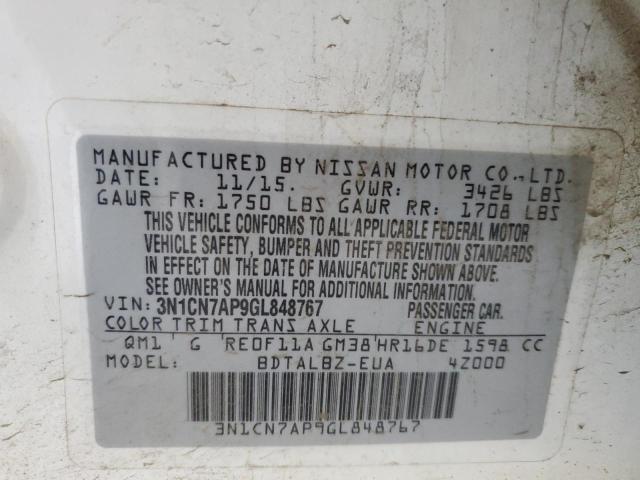 MANUFACTURED BY NISSAN MOTOR CO.,LTD.
DATE: 11/15. GVWR: 3426 LBS
GAWR FR: 1750 LBS GAWR RR: 1708 LBS
THIS VEHICLE CONFORMS TO ALL APPLICABLE FEDERAL MOTOR
VEHICLE SAFETY, BUMPER AND THEFT PREVENTION STANDARDS
IN EFFECT ON THE DATE OF MANUFACTURE SHOWN ABOVE.
SEE OWNER'S MANUAL FOR ADDITIONAL INFORMATION.
VIN: 3N1CN7AP9GL848767 PASSENGER CAR.
COLOR TRIM TRANS AXLE ENGINE
QM1 G RE0F11A GM38 HR16DE 1598 CC
MODEL: BDTALBZ-EUA 4Z000
3N1CN7AP9GL848767